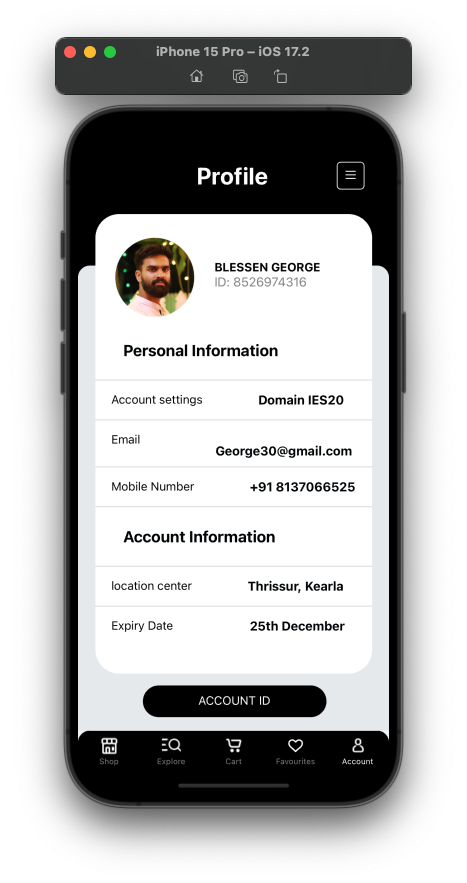 iPhone 15 Pro – iOS 17.2
Profile
BLESSEN GEORGE
ID: 8526974316
Personal Information
Account settings Domain IES20
Email George30@gmail.com
Mobile Number +91 8137066525
Account Information
location center Thrissur, Kearla
Expiry Date 25th December
ACCOUNT ID
Shop Explore Cart Favourites Account